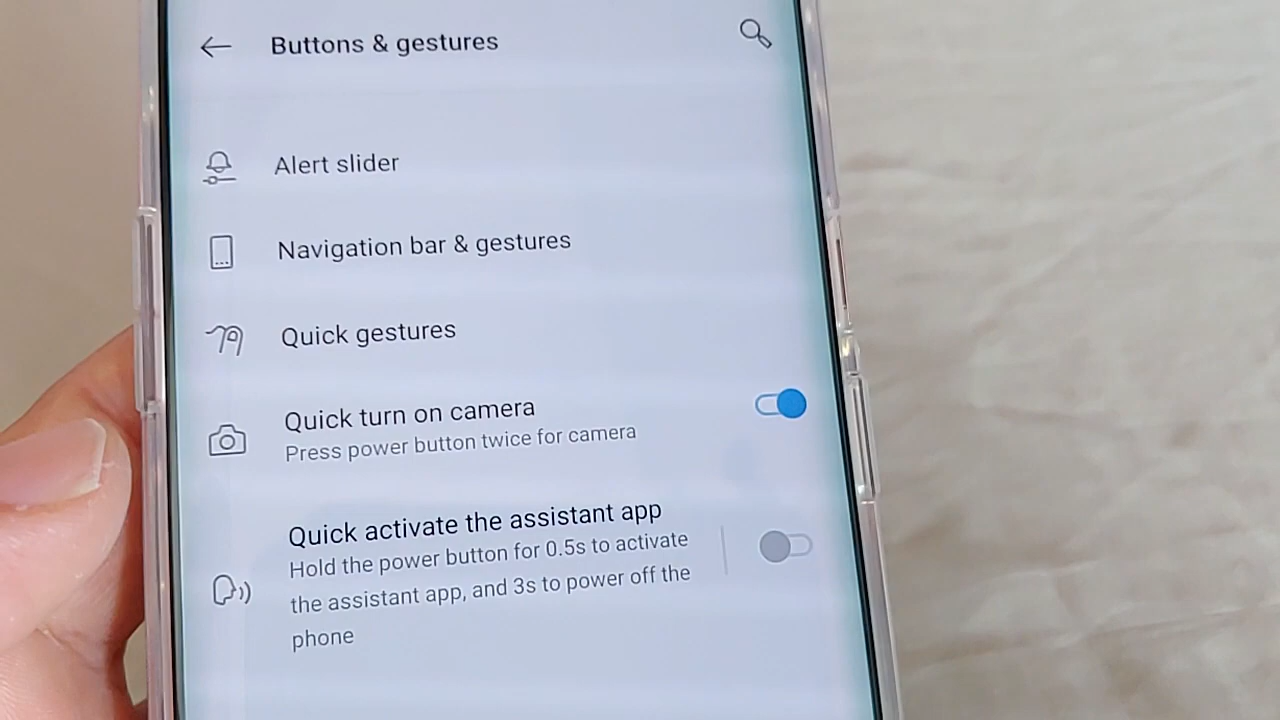 Buttons & gestures
Alert slider
Navigation bar & gestures
Quick gestures
Quick turn on camera
Press power button twice for camera
Quick activate the assistant app
Hold the power button for 0.5s to activate
the assistant app, and 3s to power off the
phone